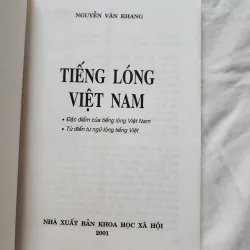 NGUYỄN VĂN KHANG
TIẾNG LÓNG
VIỆT NAM
• Đặc điểm của tiếng lóng Việt Nam
• Từ điển từ ngữ lóng tiếng Việt
NHÀ XUẤT BẢN KHOA HỌC XÃ HỘI
2001